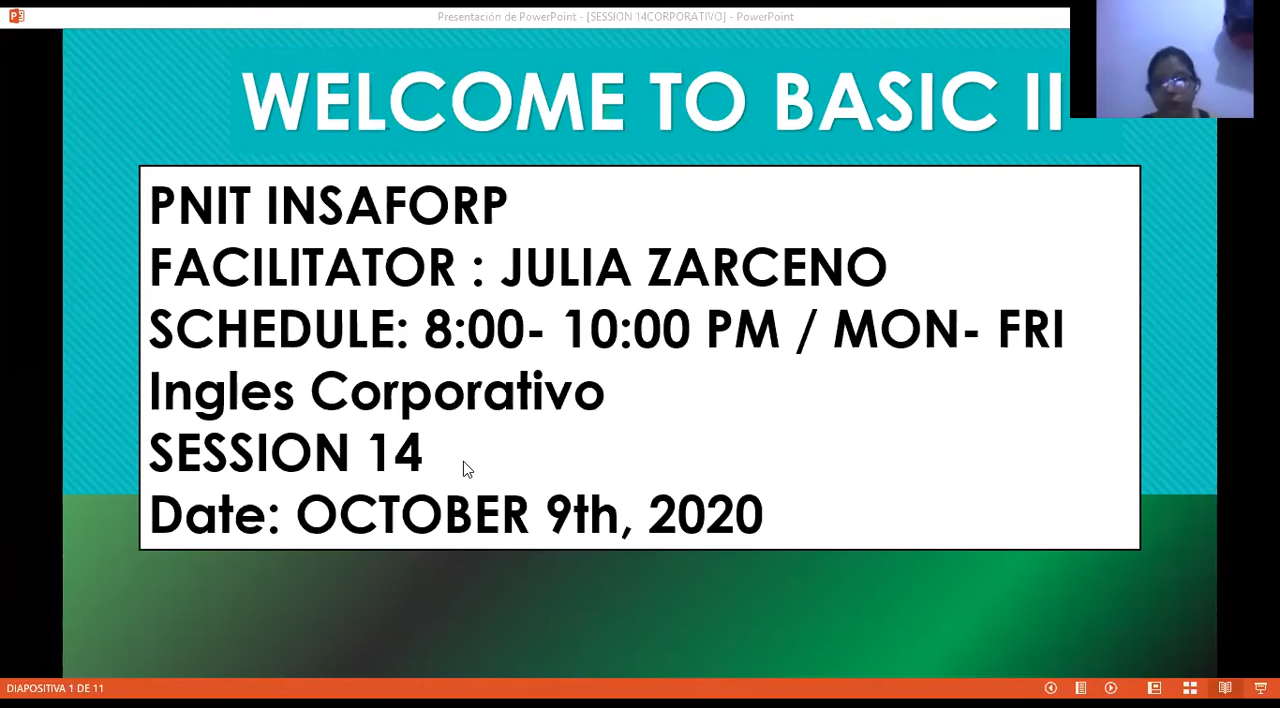 Presentación de PowerPoint - [SESSION 14CORPORATIVO] - PowerPoint
WELCOME TO BASIC II
PNIT INSAFORP
FACILITATOR : JULIA ZARCENO
SCHEDULE: 8:00- 10:00 PM / MON- FRI
Ingles Corporativo
SESSION 14
Date: OCTOBER 9th, 2020
DIAPOSITIVA 1 DE 11